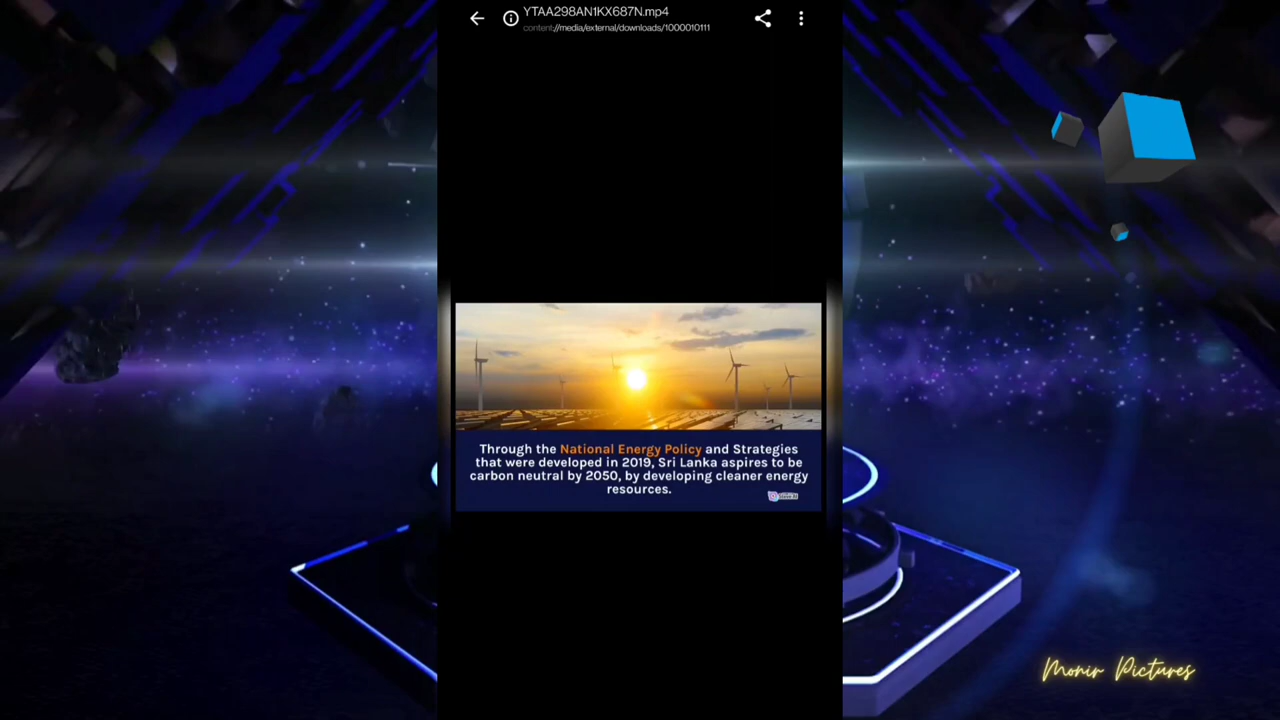 YTAA298AN1KX687N.mp4
content://media/external/downloads/1000010111
Through the National Energy Policy and Strategies
that were developed in 2019, Sri Lanka aspires to be
carbon neutral by 2050, by developing cleaner energy
resources.
Monir Pictures